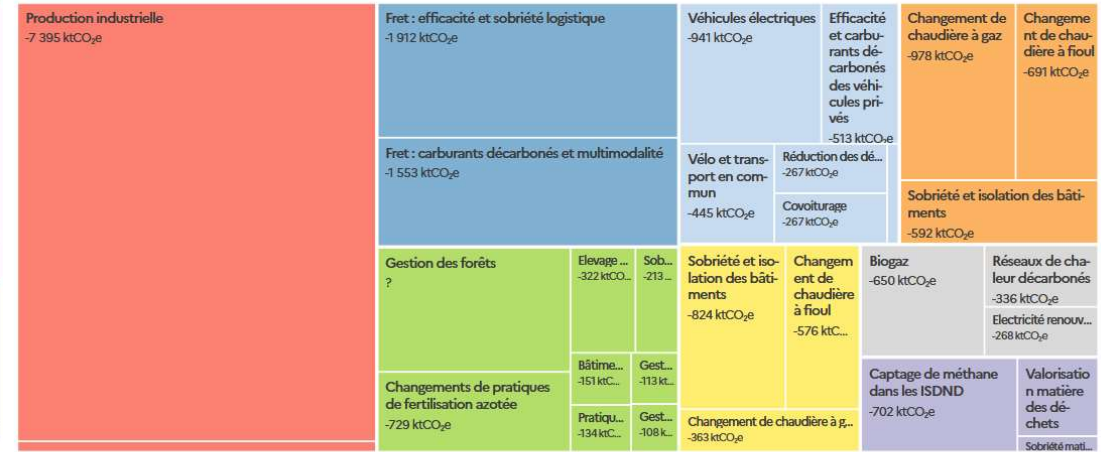 Production industrielle
-7 395 ktCO₂e
Fret : efficacité et sobriété logistique
-1 912 ktCO₂e
Fret : carburants décarbonés et multimodalité
-1 553 ktCO₂e
Véhicules électriques
-941 ktCO₂e
Efficacité
et carbu-
rants dé-
carbonés
des véhi-
cules pri-
vés
-513 ktCO₂e
Vélo et trans-
port en com-
mun
-445 ktCO₂e
Réduction des dé...
-267 ktCO₂e
Covoiturage
-267 ktCO₂e
Changement de
chaudière à gaz
-978 ktCO₂e
Changeme
nt de chau-
dière à fioul
-691 ktCO₂e
Sobriété et isolation des bâti-
ments
-592 ktCO₂e
Gestion des forêts
?
Changements de pratiques
de fertilisation azotée
-729 ktCO₂e
Elevage ...
-322 ktCO...
Sob...
-213 ...
Bâtime...
-151 ktC...
Gest...
-113 kt...
Pratiqu...
-134 ktC...
Gest...
-108 k...
Sobriété et iso-
lation des bâti-
ments
-824 ktCO₂e
Changem
ent de
chaudière
à fioul
-576 ktC...
Changement de chaudière à g...
-363 ktCO₂e
Biogaz
-650 ktCO₂e
Réseaux de cha-
leur décarbonés
-336 ktCO₂e
Electricité renouv...
-268 ktCO₂e
Captage de méthane
dans les ISDND
-702 ktCO₂e
Valorisatio
n matière
des dé-
chets
Sobriété mati...